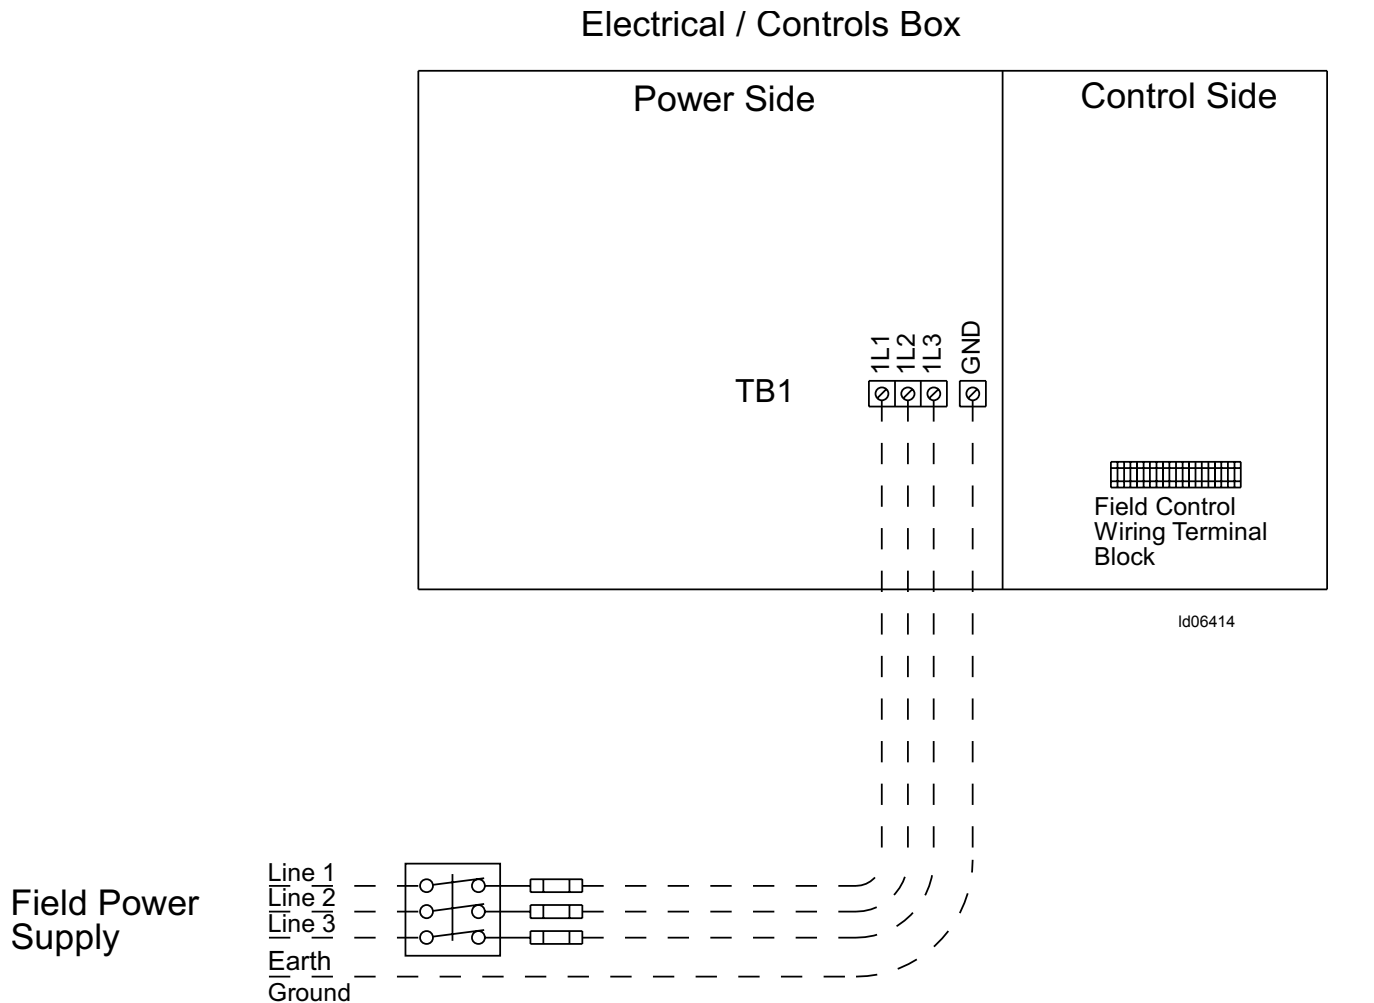 Electrical / Controls Box
Power Side
Control Side
1L1
1L2
1L3
GND
TB1
Field Control
Wiring Terminal
Block
ld06414
Field Power
Supply
Line 1
Line 2
Line 3
Earth
Ground